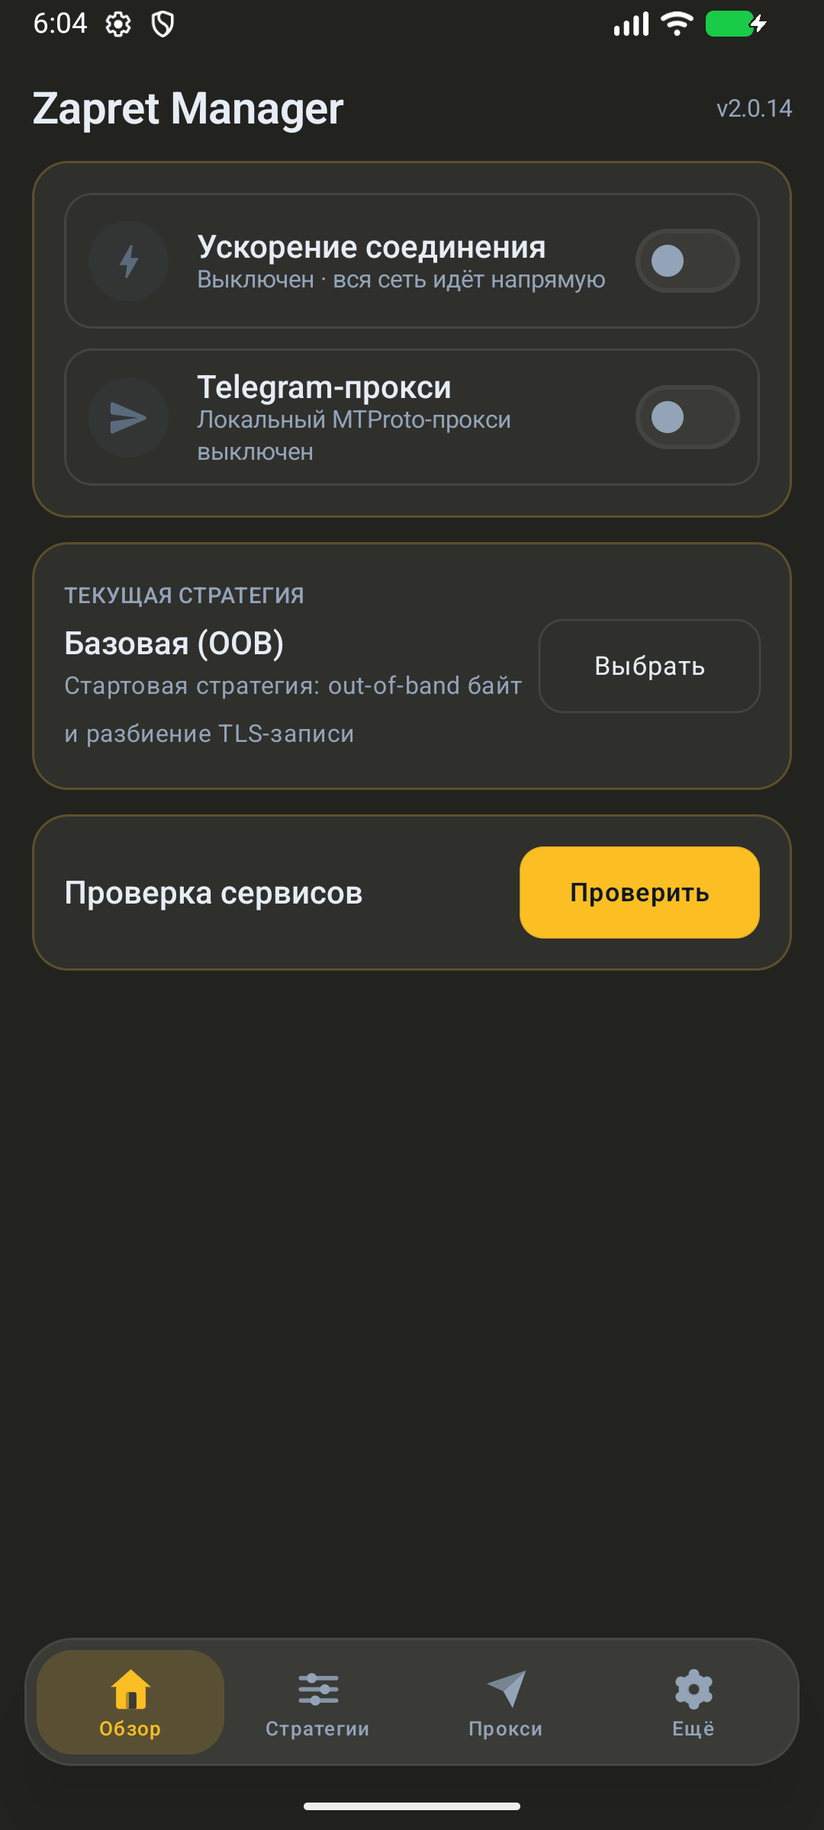 6:04
Zapret Manager
v2.0.14
Ускорение соединения
Выключен · вся сеть идёт напрямую
Telegram-прокси
Локальный MTProto-прокси
выключен
ТЕКУЩАЯ СТРАТЕГИЯ
Базовая (OOB)
Стартовая стратегия: out-of-band байт
и разбиение TLS-записи
Выбрать
Проверка сервисов
Проверить
Обзор
Стратегии
Прокси
Ещё